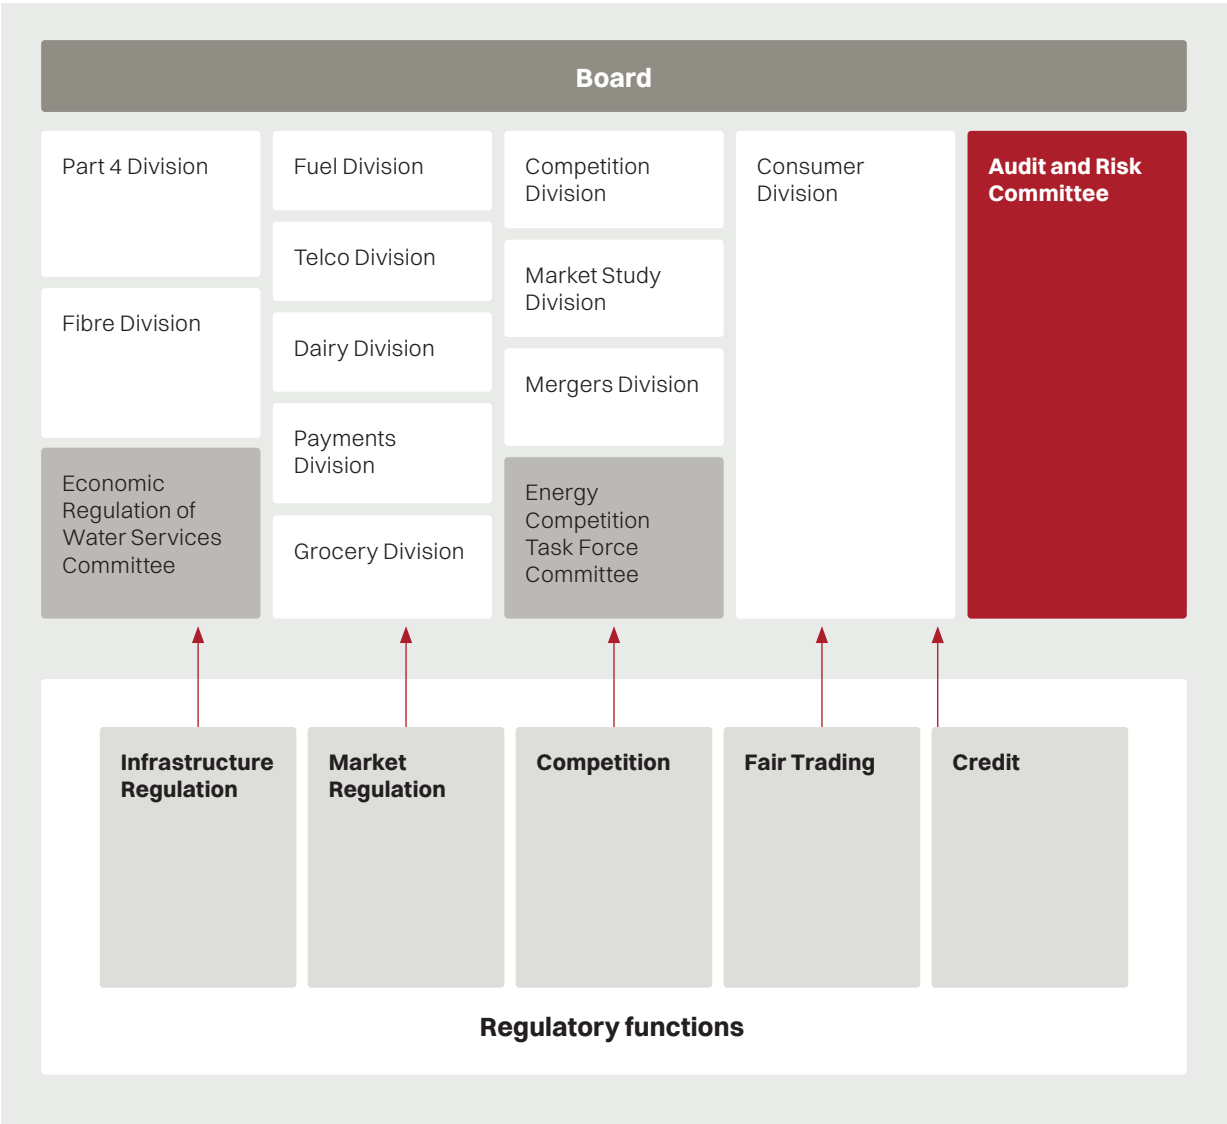 Board
Part 4 Division
Fibre Division
Economic
Regulation of
Water Services
Committee
Fuel Division
Telco Division
Dairy Division
Payments
Division
Grocery Division
Competition
Division
Market Study
Division
Mergers Division
Energy
Competition
Task Force
Committee
Consumer
Division
Audit and Risk
Committee
Infrastructure
Regulation
Market
Regulation
Competition
Fair Trading
Credit
Regulatory functions